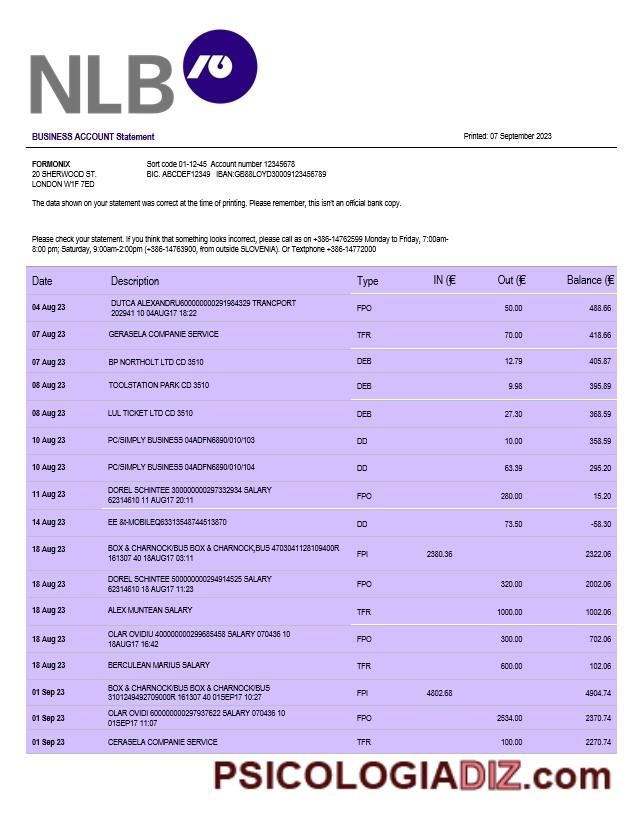 NLB
BUSINESS ACCOUNT Statement Printed: 07 September 2023
FORMONIX Sort code 01-12-45 Account number 12345678
20 SHERWOOD ST. BIC. ABCDEF12349 IBAN:GB88LOYD30009123456789
LONDON W1F 7ED
The data shown on your statement was correct at the time of printing. Please remember, this isn't an official bank copy.
Please check your statement. If you think that something looks incorrect, please call as on +386-14762599 Monday to Friday, 7:00am-
8:00 pm; Saturday, 9:00am-2:00pm (+386-14763900, from outside SLOVENIA). Or Textphone +386-14772000
Date Description Type IN (€ Out (€ Balance (€
04 Aug 23 DUTCA ALEXANDRU600000000291984329 TRANCPORT
202941 10 04AUG17 18:22 FPO 50.00 488.66
07 Aug 23 GERASELA COMPANIE SERVICE TFR 70.00 418.66
07 Aug 23 BP NORTHOLT LTD CD 3510 DEB 12.79 405.87
08 Aug 23 TOOLSTATION PARK CD 3510 DEB 9.98 395.89
08 Aug 23 LUL TICKET LTD CD 3510 DEB 27.30 368.59
10 Aug 23 PC/SIMPLY BUSINESS 04ADFN6890/010/103 DD 10.00 358.59
10 Aug 23 PC/SIMPLY BUSINESS 04ADFN6890/010/104 DD 63.39 295.20
11 Aug 23 DOREL SCHINTEE 300000000297332934 SALARY
62314610 11 AUG17 20:11 FPO 280.00 15.20
14 Aug 23 EE &t-MOBILEQ63313548744513870 DD 73.50 -58.30
18 Aug 23 BOX & CHARNOCK/BUS BOX & CHARNOCK,BUS 4703041128109400R
161307 40 18AUG17 03:11 FPI 2380.36 2322.06
18 Aug 23 DOREL SCHINTEE 500000000294914525 SALARY
62314610 18 AUG17 11:23 FPO 320.00 2002.06
18 Aug 23 ALEX MUNTEAN SALARY TFR 1000.00 1002.06
18 Aug 23 OLAR OVIDIU 400000000299685458 SALARY 070436 10
18AUG17 16:42 FPO 300.00 702.06
18 Aug 23 BERCULEAN MARIUS SALARY TFR 600.00 102.06
01 Sep 23 BOX & CHARNOCK/BUS BOX & CHARNOCK/BUS
3101249492709000R 161307 40 01SEP17 10:27 FPI 4802.68 4904.74
01 Sep 23 OLAR OVIDI 600000000297937622 SALARY 070436 10
01SEP17 11:07 FPO 2534.00 2370.74
01 Sep 23 CERASELA COMPANIE SERVICE TFR 100.00 2270.74
PSICOLOGIADIZ.com